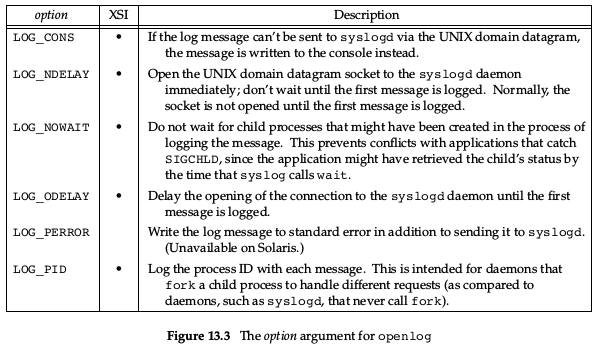 option XSI Description
LOG_CONS • If the log message can’t be sent to syslogd via the UNIX domain datagram,
the message is written to the console instead.
LOG_NDELAY • Open the UNIX domain datagram socket to the syslogd daemon
immediately; don’t wait until the first message is logged. Normally, the
socket is not opened until the first message is logged.
LOG_NOWAIT • Do not wait for child processes that might have been created in the process of
logging the message. This prevents conflicts with applications that catch
SIGCHLD, since the application might have retrieved the child’s status by
the time that syslog calls wait.
LOG_ODELAY • Delay the opening of the connection to the syslogd daemon until the first
message is logged.
LOG_PERROR Write the log message to standard error in addition to sending it to syslogd.
(Unavailable on Solaris.)
LOG_PID • Log the process ID with each message. This is intended for daemons that
fork a child process to handle different requests (as compared to
daemons, such as syslogd, that never call fork).
Figure 13.3 The option argument for openlog